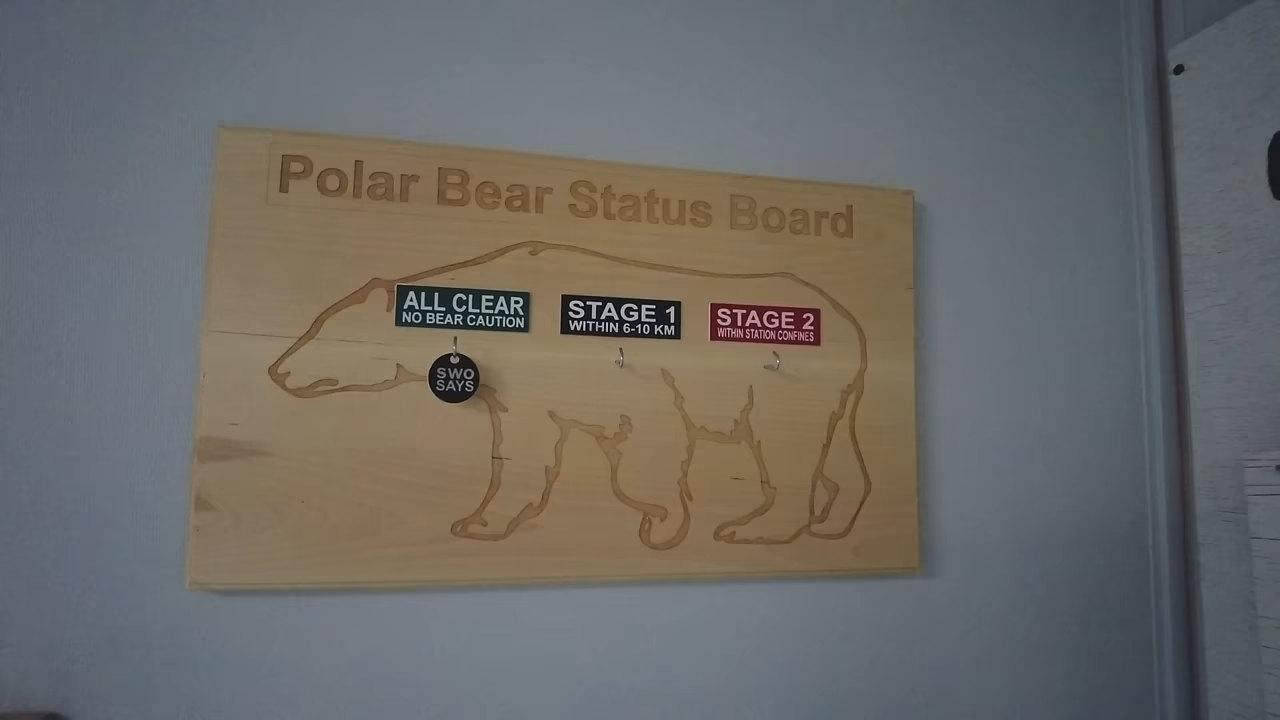 Polar Bear Status Board
ALL CLEAR
NO BEAR CAUTION
STAGE 1
WITHIN 6-10 KM
STAGE 2
WITHIN STATION CONFINES
SWO
SAYS